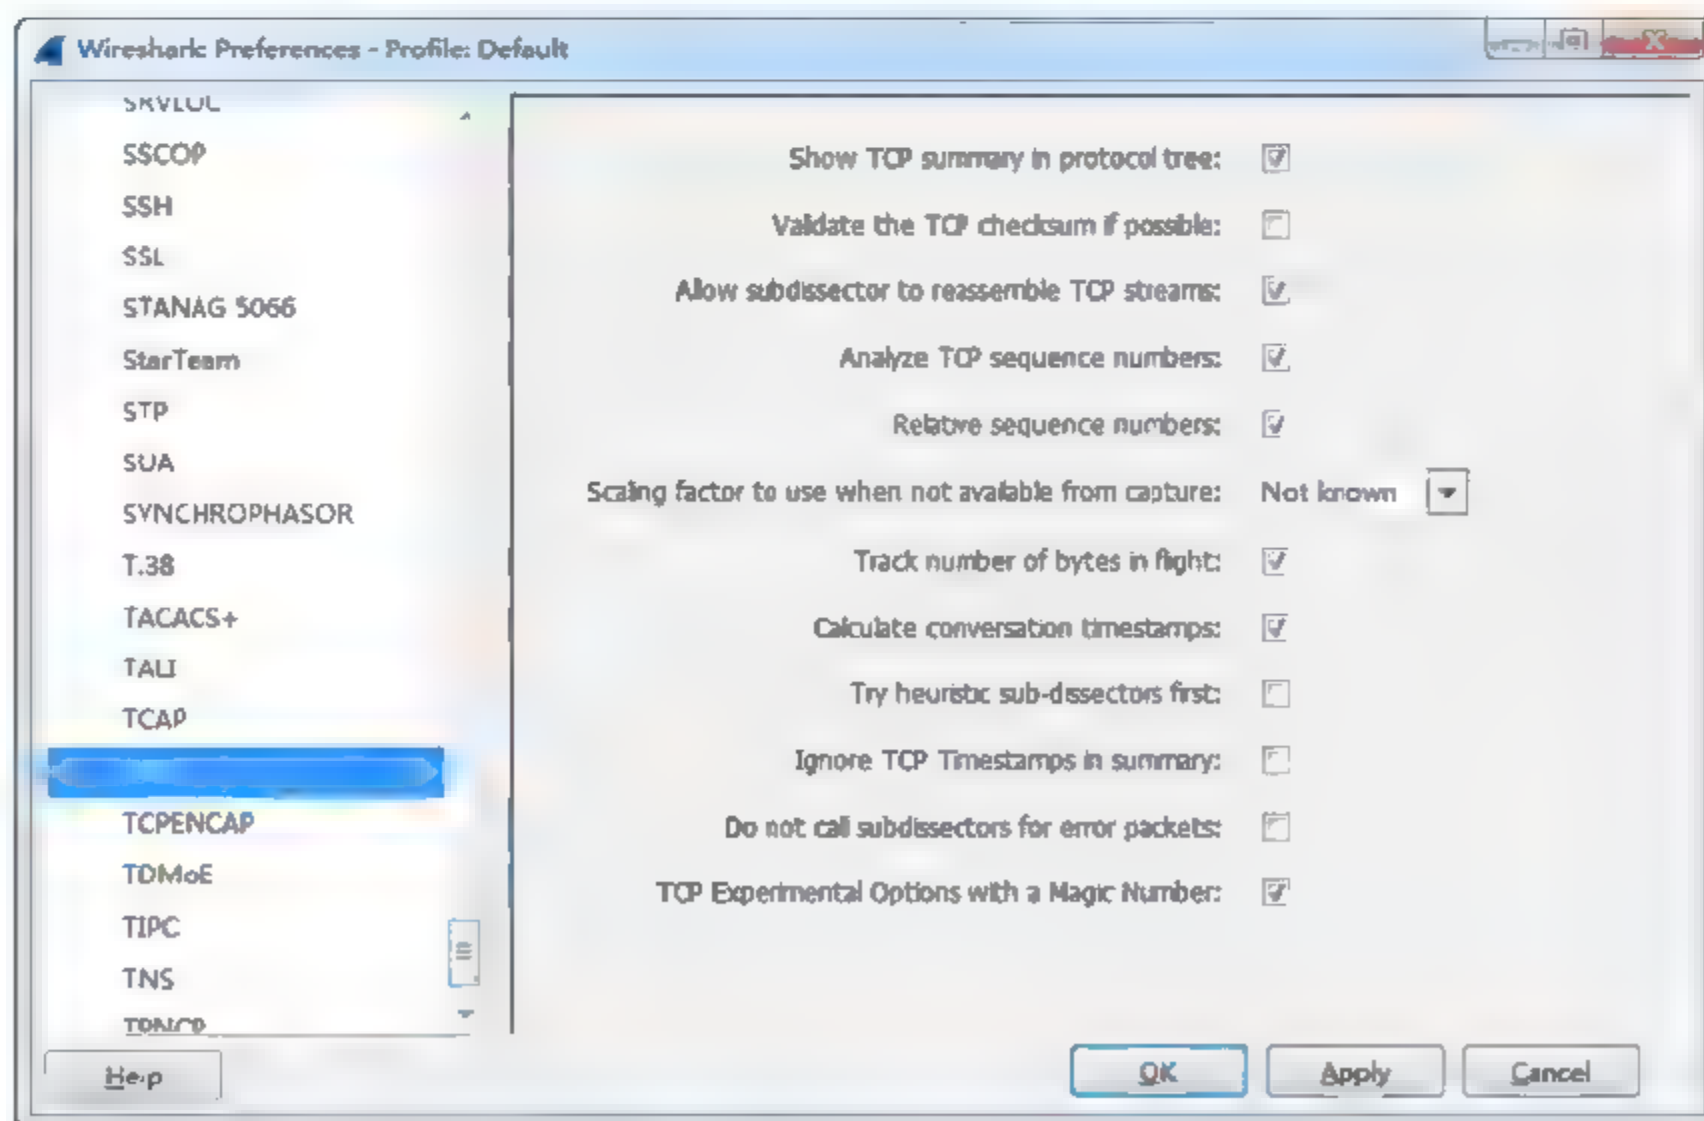 Wireshark Preferences - Profile: Default
SRVLOC
SSCOP
SSH
SSL
STANAG 5066
StarTeam
STP
SUA
SYNCHROPHASOR
T.38
TACACS+
TALI
TCAP
TCPENCAP
TDMoE
TIPC
TNS
TPNCP
Show TCP summary in protocol tree:
Validate the TCP checksum if possible:
Allow subdissector to reassemble TCP streams:
Analyze TCP sequence numbers:
Relative sequence numbers:
Scaling factor to use when not available from capture: Not known
Track number of bytes in flight:
Calculate conversation timestamps:
Try heuristic sub-dissectors first:
Ignore TCP Timestamps in summary:
Do not call subdissectors for error packets:
TCP Experimental Options with a Magic Number:
Help
OK
Apply
Cancel